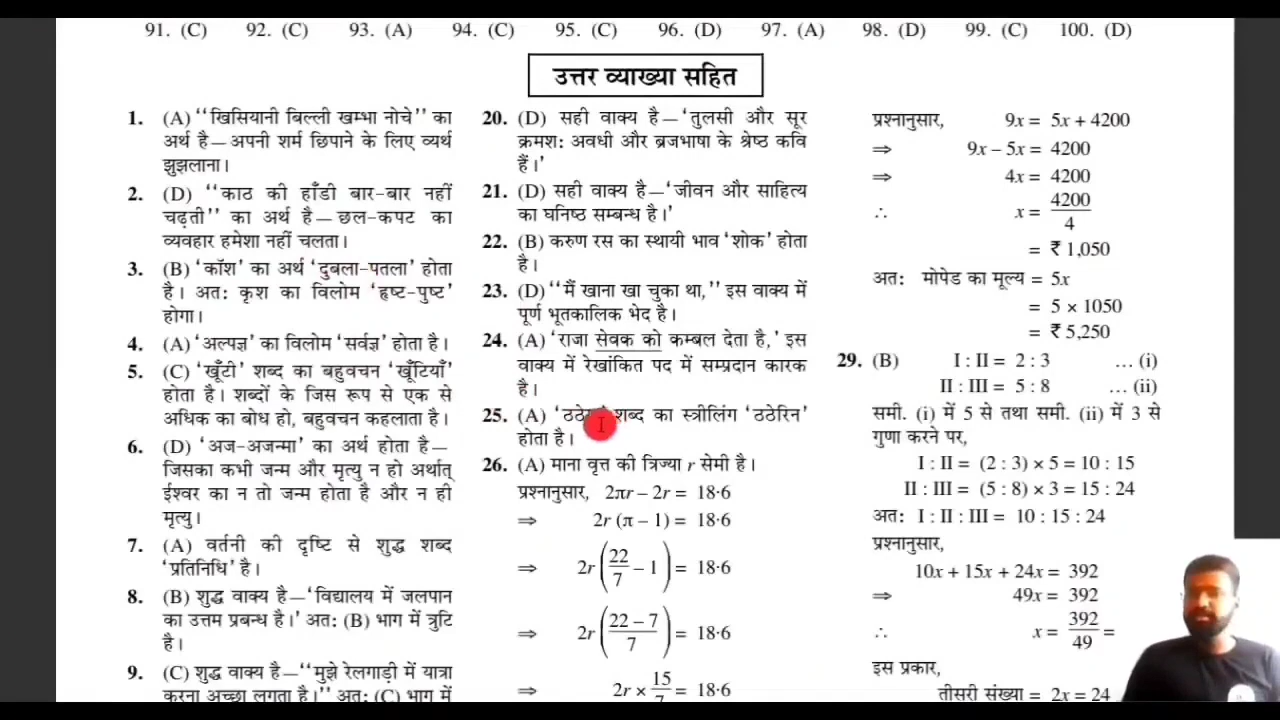 91. (C) 92. (C) 93. (A) 94. (C) 95. (C) 96. (D) 97. (A) 98. (D) 99. (C) 100. (D)
उत्तर व्याख्या सहित
1. (A) ‘‘खिसियानी बिल्ली खम्भा नोचे’’ का
अर्थ है—अपनी शर्म छिपाने के लिए व्यर्थ
झुझलाना।
2. (D) ‘‘काठ की हाँडी बार-बार नहीं
चढ़ती’’ का अर्थ है—छल-कपट का
व्यवहार हमेशा नहीं चलता।
3. (B) ‘कॉश’ का अर्थ ‘दुबला-पतला’ होता
है। अतः कृश का विलोम ‘हृष्ट-पुष्ट’
होगा।
4. (A) ‘अल्पज्ञ’ का विलोम ‘सर्वज्ञ’ होता है।
5. (C) ‘खूँटी’ शब्द का बहुवचन ‘खूँटियाँ’
होता है। शब्दों के जिस रूप से एक से
अधिक का बोध हो, बहुवचन कहलाता है।
6. (D) ‘अज-अजन्मा’ का अर्थ होता है—
जिसका कभी जन्म और मृत्यु न हो अर्थात्
ईश्वर का न तो जन्म होता है और न ही
मृत्यु।
7. (A) वर्तनी की दृष्टि से शुद्ध शब्द
‘प्रतिनिधि’ है।
8. (B) शुद्ध वाक्य है—‘विद्यालय में जलपान
का उत्तम प्रबन्ध है।’ अतः (B) भाग में त्रुटि
है।
9. (C) शुद्ध वाक्य है—‘‘मुझे रेलगाड़ी में यात्रा
करना अच्छा लगता है।’’ अतः (C) भाग में
20. (D) सही वाक्य है—‘तुलसी और सूर
क्रमशः अवधी और ब्रजभाषा के श्रेष्ठ कवि
हैं।’
21. (D) सही वाक्य है—‘जीवन और साहित्य
का घनिष्ठ सम्बन्ध है।’
22. (B) करुण रस का स्थायी भाव ‘शोक’ होता
है।
23. (D) ‘‘मैं खाना खा चुका था,’’ इस वाक्य में
पूर्ण भूतकालिक भेद है।
24. (A) ‘राजा सेवक को कम्बल देता है,’ इस
वाक्य में रेखांकित पद में सम्प्रदान कारक
है।
25. (A) शब्द का स्त्रीलिंग ‘ठठेरिन’
होता है।
26. (A) माना वृत्त की त्रिज्या r सेमी है।
प्रश्नानुसार, 2πr – 2r = 18·6
⇒ 2r (π – 1) = 18·6
⇒ 2r (22/7 – 1) = 18·6
⇒ 2r ((22 – 7)/7) = 18·6
⇒ 2r × 15/7 = 18·6
प्रश्नानुसार, 9x = 5x + 4200
⇒ 9x – 5x = 4200
⇒ 4x = 4200
∴ x = 4200/4
= ₹ 1,050
अतः मोपेड का मूल्य = 5x
= 5 × 1050
= ₹ 5,250
29. (B) I : II = 2 : 3 … (i)
II : III = 5 : 8 … (ii)
समी. (i) में 5 से तथा समी. (ii) में 3 से
गुणा करने पर,
I : II = (2 : 3) × 5 = 10 : 15
II : III = (5 : 8) × 3 = 15 : 24
अतः I : II : III = 10 : 15 : 24
प्रश्नानुसार,
10x + 15x + 24x = 392
⇒ 49x = 392
∴ x = 392/49 =
इस प्रकार,
तीसरी संख्या = 2x = 24